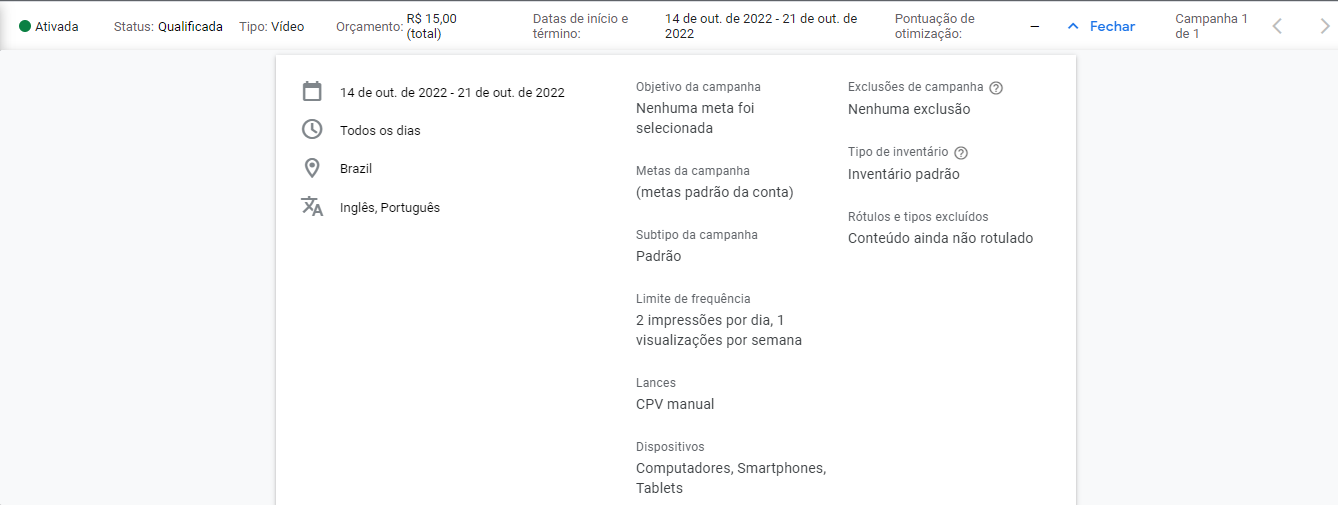 Ativada
Status: Qualificada
Tipo: Vídeo
Orçamento: R$ 15,00
(total)
Datas de início e
término:
14 de out. de 2022 - 21 de out. de
2022
Pontuação de
otimização:
–
Fechar
Campanha 1
de 1
14 de out. de 2022 - 21 de out. de 2022
Todos os dias
Brazil
Inglês, Português
Objetivo da campanha
Nenhuma meta foi
selecionada
Metas da campanha
(metas padrão da conta)
Subtipo da campanha
Padrão
Limite de frequência
2 impressões por dia, 1
visualizações por semana
Lances
CPV manual
Dispositivos
Computadores, Smartphones,
Tablets
Exclusões de campanha
Nenhuma exclusão
Tipo de inventário
Inventário padrão
Rótulos e tipos excluídos
Conteúdo ainda não rotulado